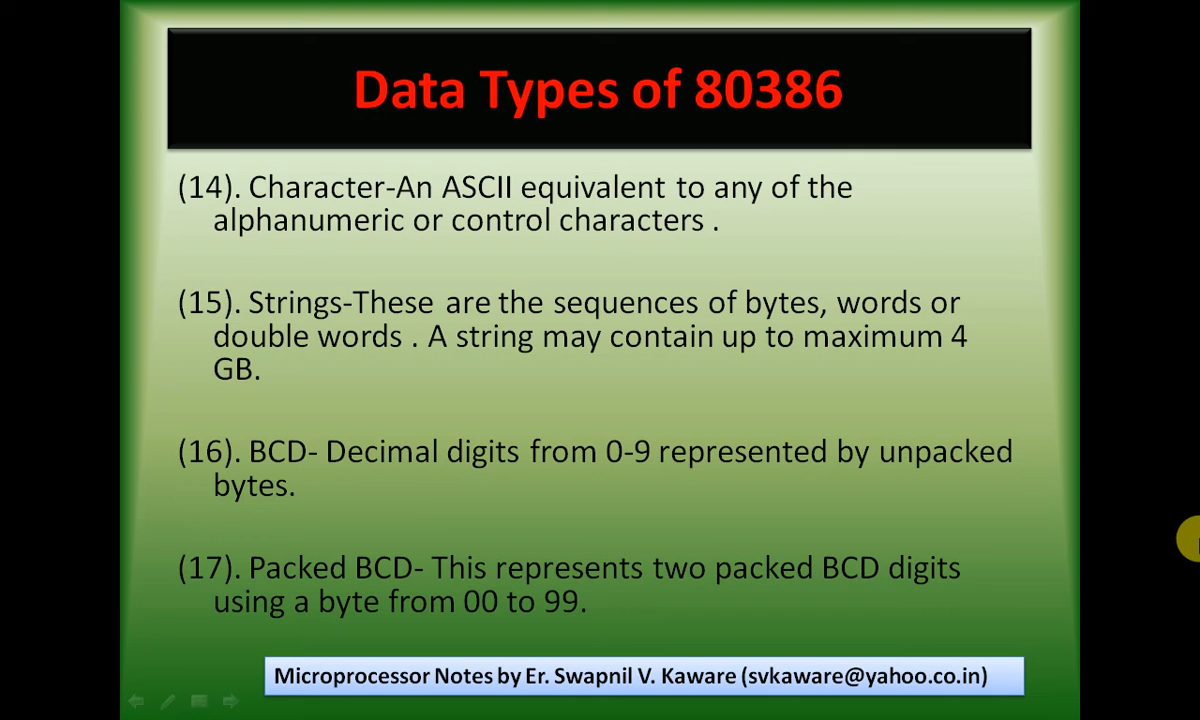 Data Types of 80386
(14). Character-An ASCII equivalent to any of the
alphanumeric or control characters .
(15). Strings-These are the sequences of bytes, words or
double words . A string may contain up to maximum 4
GB.
(16). BCD- Decimal digits from 0-9 represented by unpacked
bytes.
(17). Packed BCD- This represents two packed BCD digits
using a byte from 00 to 99.
Microprocessor Notes by Er. Swapnil V. Kaware (svkaware@yahoo.co.in)